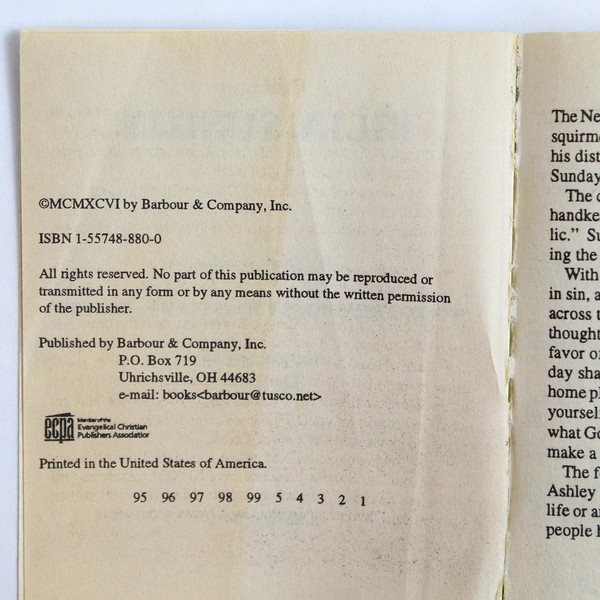 ©MCMXCVI by Barbour & Company, Inc.
ISBN 1-55748-880-0
All rights reserved. No part of this publication may be reproduced or
transmitted in any form or by any means without the written permission
of the publisher.
Published by Barbour & Company, Inc.
P.O. Box 719
Uhrichsville, OH 44683
e-mail: books<barbour@tusco.net>
ecpa Member of the
Evangelical Christian
Publishers Association
Printed in the United States of America.
95 96 97 98 99 5 4 3 2 1
The Ne
squirm
his dist
Sunday
The c
handke
lic." Su
ing the
With
in sin, a
across t
thought
favor o
day sha
home pl
yoursel
what Go
make a
The f
Ashley
life or a
people h